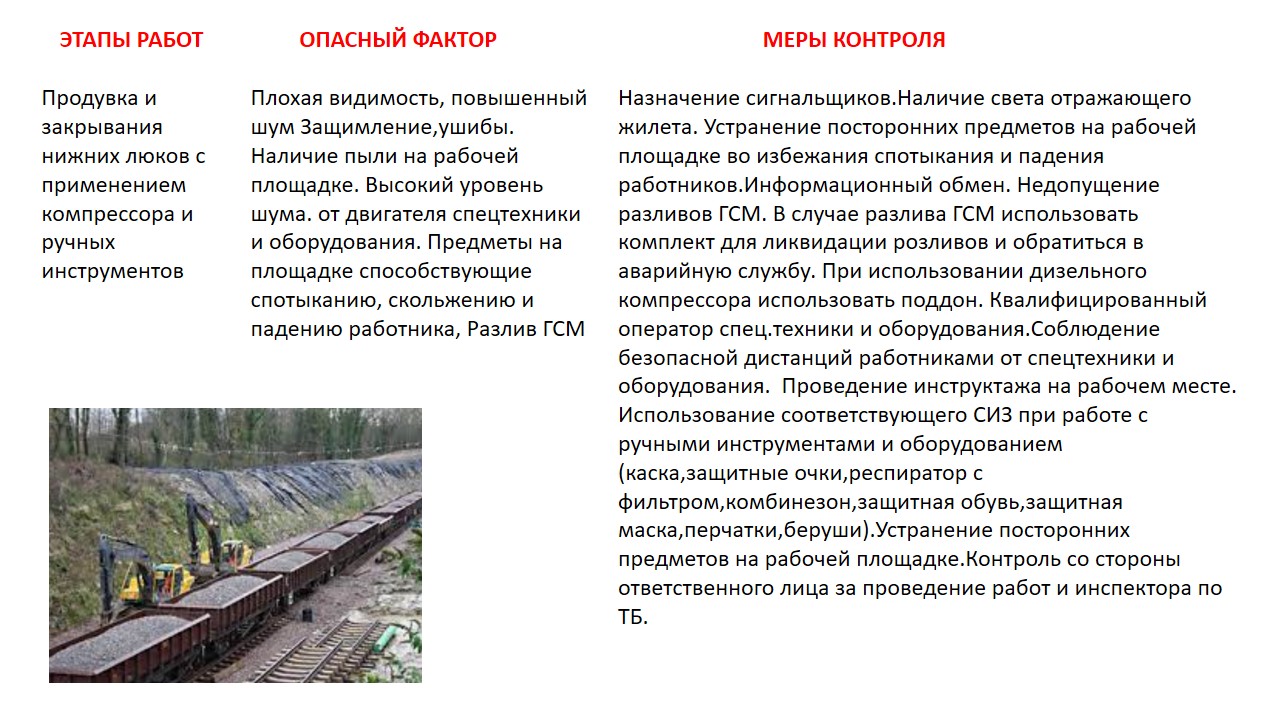 ЭТАПЫ РАБОТ
ОПАСНЫЙ ФАКТОР
МЕРЫ КОНТРОЛЯ
Продувка и
закрывания
нижних люков с
применением
компрессора и
ручных
инструментов
Плохая видимость, повышенный
шум Защимление,ушибы.
Наличие пыли на рабочей
площадке. Высокий уровень
шума. от двигателя спецтехники
и оборудования. Предметы на
площадке способствующие
спотыканию, скольжению и
падению работника, Разлив ГСМ
Назначение сигнальщиков.Наличие света отражающего
жилета. Устранение посторонних предметов на рабочей
площадке во избежания спотыкания и падения
работников.Информационный обмен. Недопущение
разливов ГСМ. В случае разлива ГСМ использовать
комплект для ликвидации розливов и обратиться в
аварийную службу. При использовании дизельного
компрессора использовать поддон. Квалифицированный
оператор спец.техники и оборудования.Соблюдение
безопасной дистанций работниками от спецтехники и
оборудования.  Проведение инструктажа на рабочем месте.
Использование соответствующего СИЗ при работе с
ручными инструментами и оборудованием
(каска,защитные очки,респиратор с
фильтром,комбинезон,защитная обувь,защитная
маска,перчатки,беруши).Устранение посторонних
предметов на рабочей площадке.Контроль со стороны
ответственного лица за проведение работ и инспектора по
ТБ.